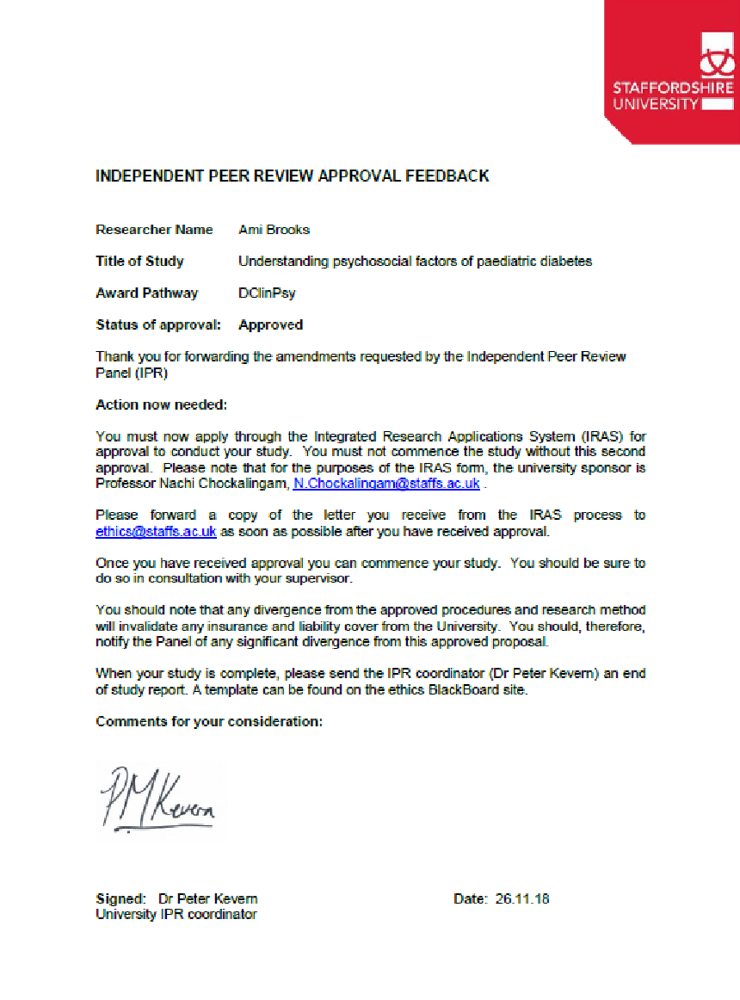 STAFFORDSHIRE
UNIVERSITY
INDEPENDENT PEER REVIEW APPROVAL FEEDBACK
Researcher Name Ami Brooks
Title of Study Understanding psychosocial factors of paediatric diabetes
Award Pathway DClinPsy
Status of approval: Approved
Thank you for forwarding the amendments requested by the Independent Peer Review
Panel (IPR)
Action now needed:
You must now apply through the Integrated Research Applications System (IRAS) for
approval to conduct your study. You must not commence the study without this second
approval. Please note that for the purposes of the IRAS form, the university sponsor is
Professor Nachi Chockalingam, N.Chockalingam@staffs.ac.uk .
Please forward a copy of the letter you receive from the IRAS process to
ethics@staffs.ac.uk as soon as possible after you have received approval.
Once you have received approval you can commence your study. You should be sure to
do so in consultation with your supervisor.
You should note that any divergence from the approved procedures and research method
will invalidate any insurance and liability cover from the University. You should, therefore,
notify the Panel of any significant divergence from this approved proposal.
When your study is complete, please send the IPR coordinator (Dr Peter Kevern) an end
of study report. A template can be found on the ethics BlackBoard site.
Comments for your consideration:
PMKevern
Signed: Dr Peter Kevern Date: 26.11.18
University IPR coordinator